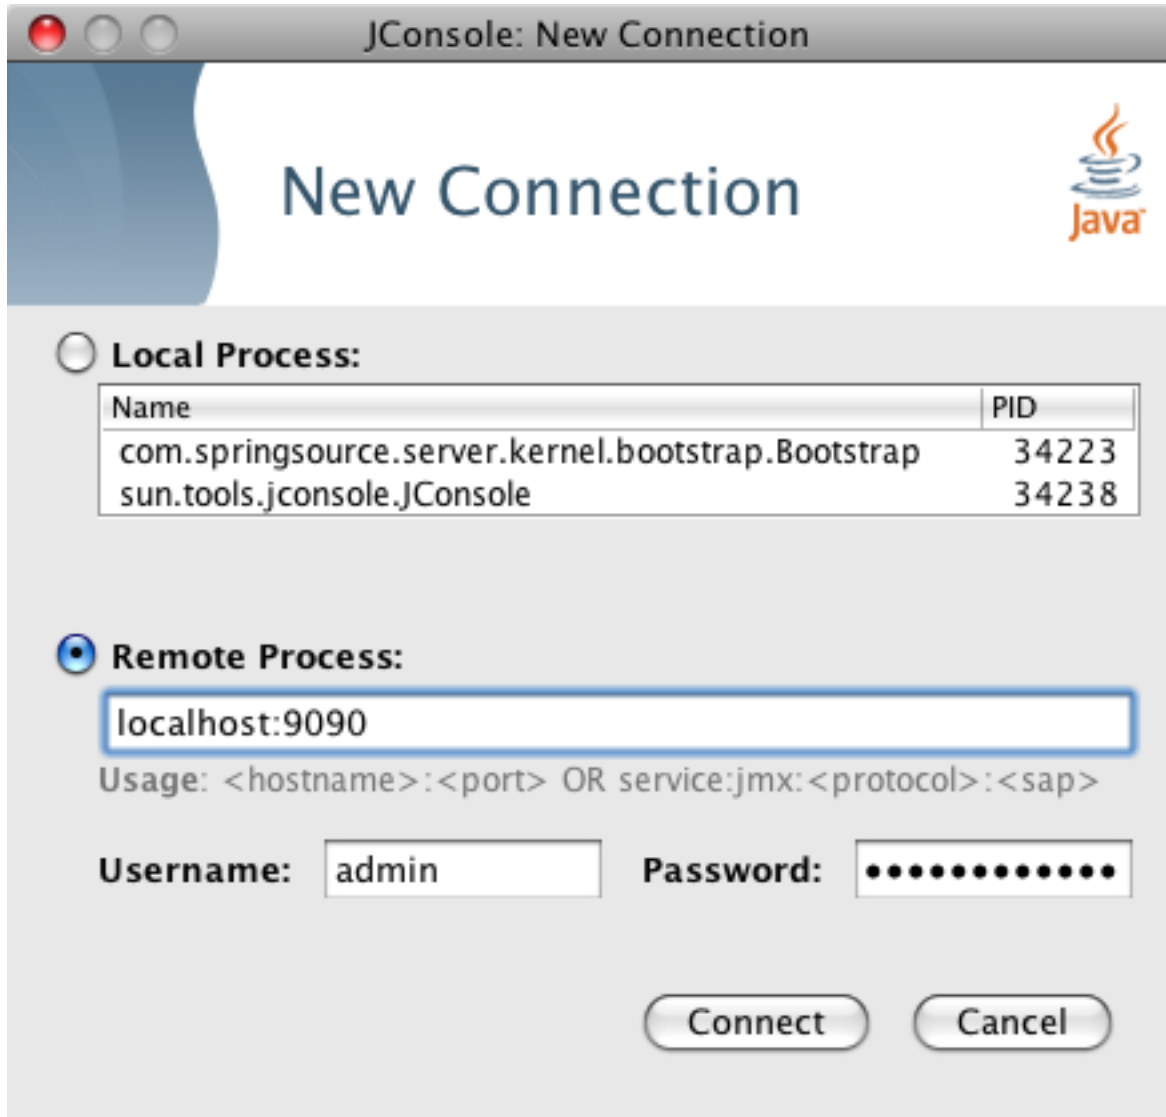 JConsole: New Connection
New Connection
Java
Local Process:
Name PID
com.springsource.server.kernel.bootstrap.Bootstrap 34223
sun.tools.jconsole.JConsole 34238
Remote Process:
localhost:9090
Usage: <hostname>:<port> OR service:jmx:<protocol>:<sap>
Username: admin Password: ••••••••••••
Connect Cancel